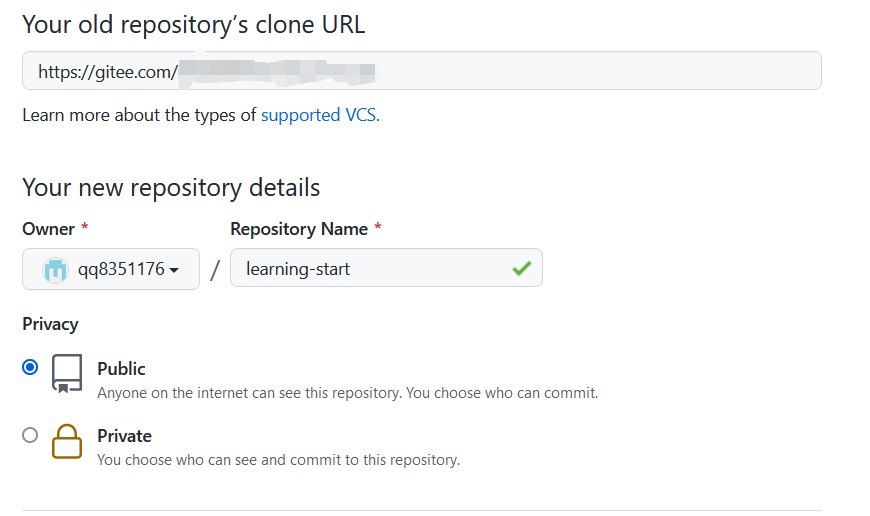 Your old repository's clone URL
https://gitee.com/
Learn more about the types of supported VCS.
Your new repository details
Owner * Repository Name *
qq8351176 / learning-start
Privacy
Public
Anyone on the internet can see this repository. You choose who can commit.
Private
You choose who can see and commit to this repository.